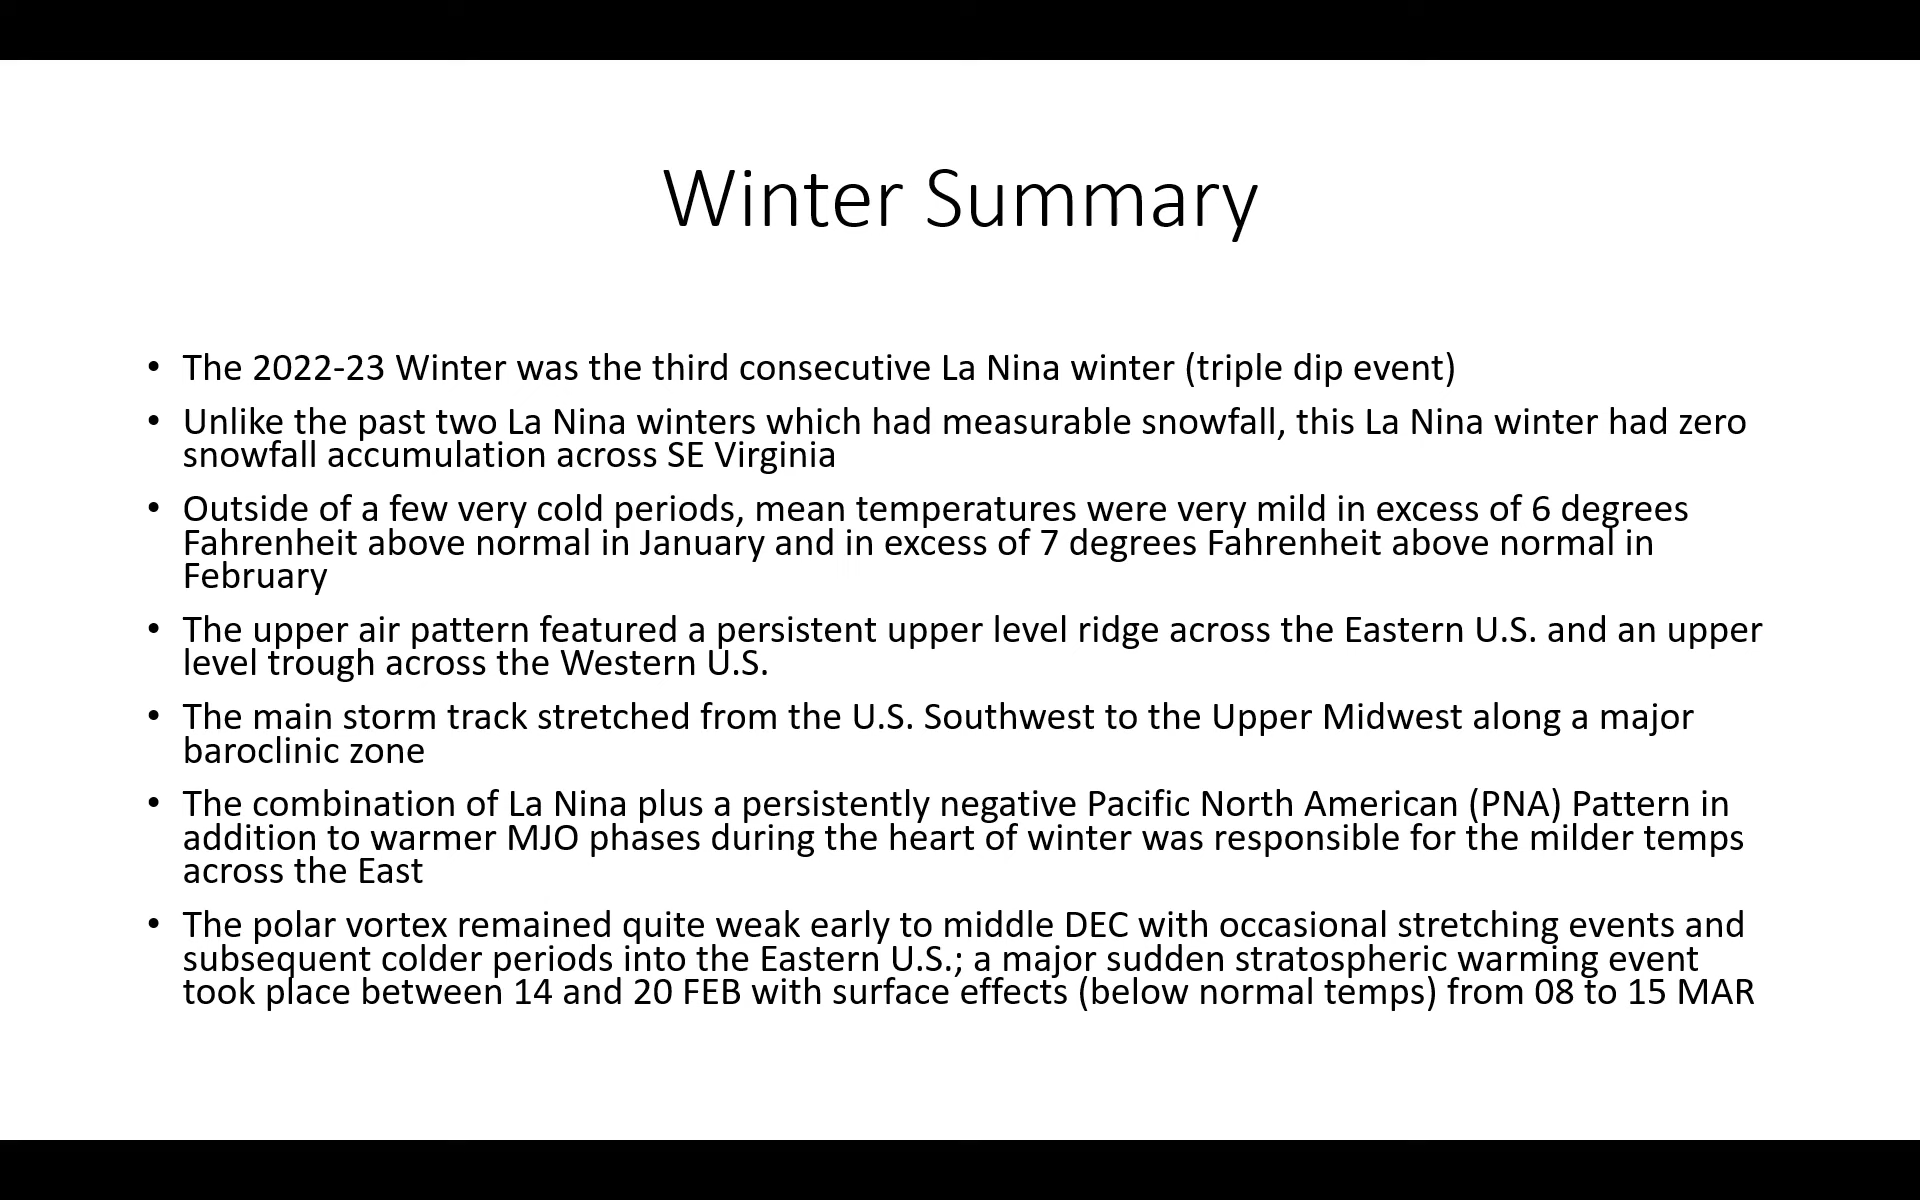 Winter Summary
• The 2022-23 Winter was the third consecutive La Nina winter (triple dip event)
• Unlike the past two La Nina winters which had measurable snowfall, this La Nina winter had zero
snowfall accumulation across SE Virginia
• Outside of a few very cold periods, mean temperatures were very mild in excess of 6 degrees
Fahrenheit above normal in January and in excess of 7 degrees Fahrenheit above normal in
February
• The upper air pattern featured a persistent upper level ridge across the Eastern U.S. and an upper
level trough across the Western U.S.
• The main storm track stretched from the U.S. Southwest to the Upper Midwest along a major
baroclinic zone
• The combination of La Nina plus a persistently negative Pacific North American (PNA) Pattern in
addition to warmer MJO phases during the heart of winter was responsible for the milder temps
across the East
• The polar vortex remained quite weak early to middle DEC with occasional stretching events and
subsequent colder periods into the Eastern U.S.; a major sudden stratospheric warming event
took place between 14 and 20 FEB with surface effects (below normal temps) from 08 to 15 MAR